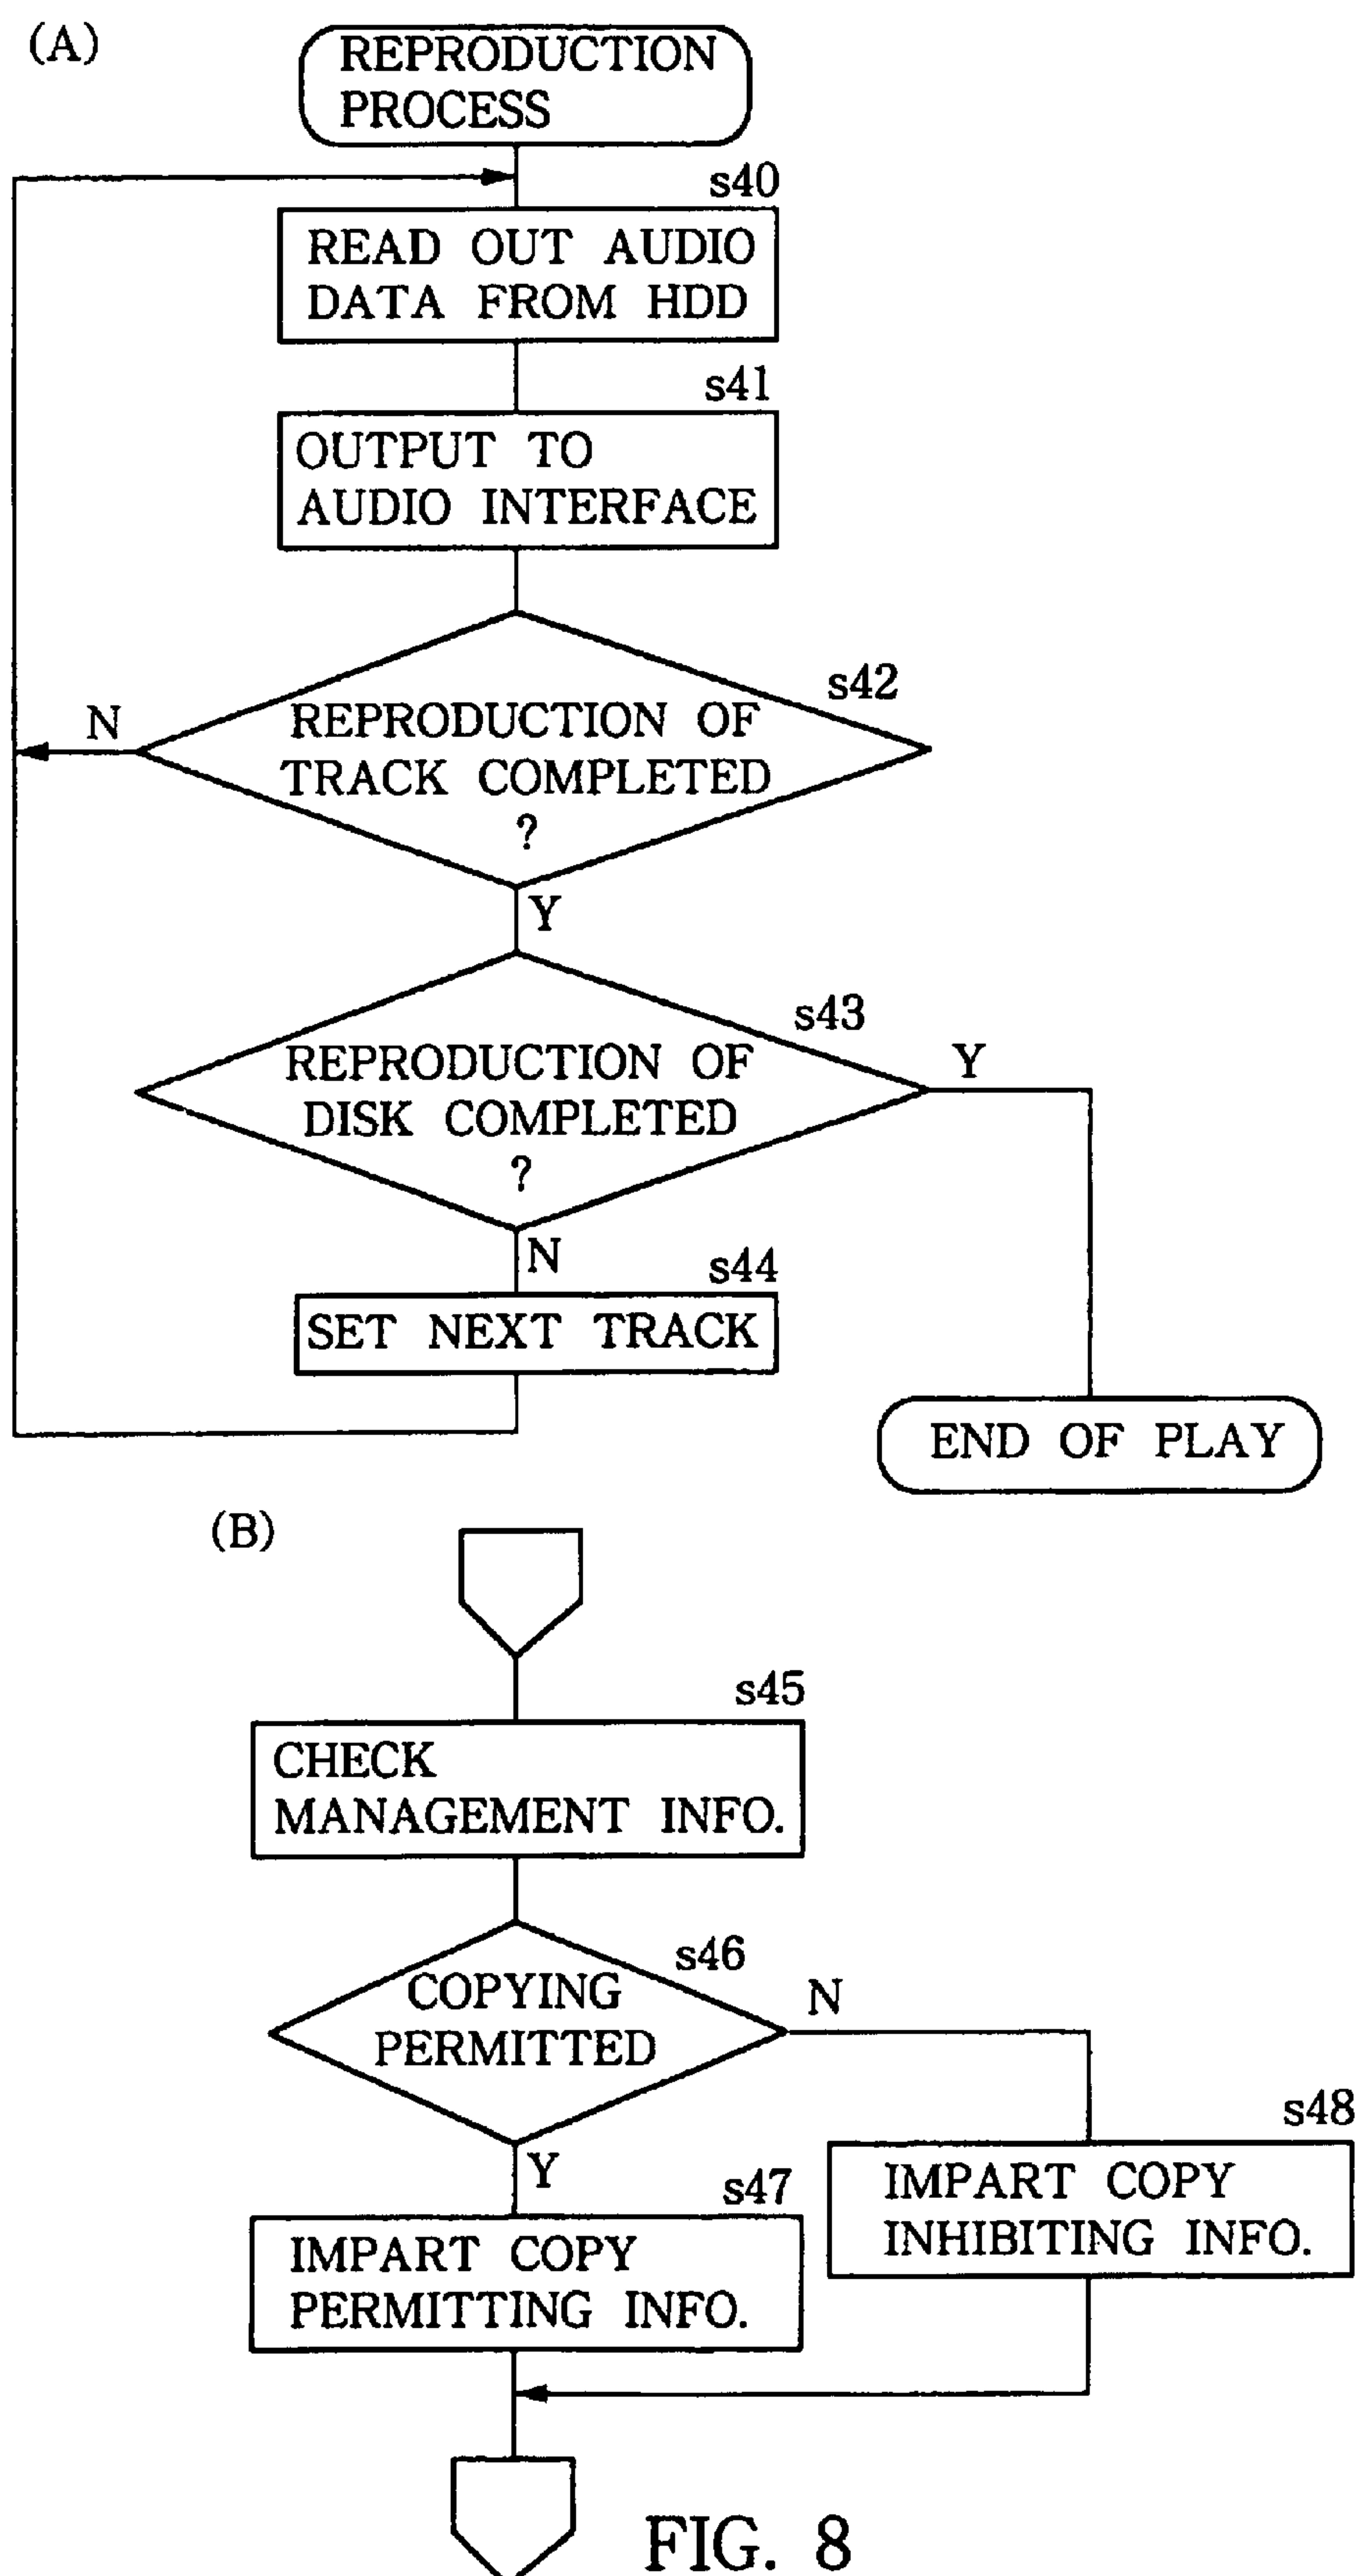 (A)
REPRODUCTION
PROCESS
s40
READ OUT AUDIO
DATA FROM HDD
s41
OUTPUT TO
AUDIO INTERFACE
s42
N
REPRODUCTION OF
TRACK COMPLETED
?
Y
s43
Y
REPRODUCTION OF
DISK COMPLETED
?
N
s44
SET NEXT TRACK
END OF PLAY
(B)
s45
CHECK
MANAGEMENT INFO.
s46
COPYING
PERMITTED
N
Y
s48
IMPART COPY
INHIBITING INFO.
s47
IMPART COPY
PERMITTING INFO.
FIG. 8